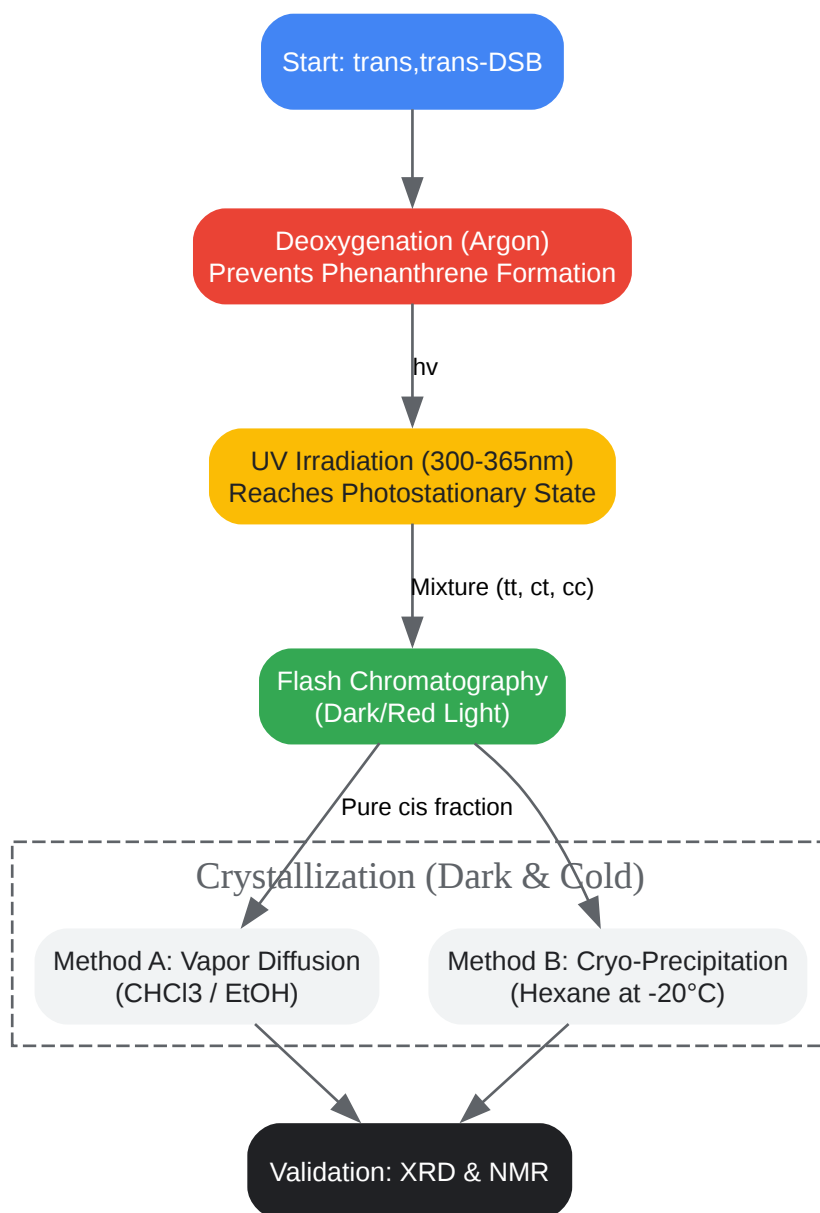 Start: trans,trans-DSB
Deoxygenation (Argon)
Prevents Phenanthrene Formation
hv
UV Irradiation (300-365nm)
Reaches Photostationary State
Mixture (tt, ct, cc)
Flash Chromatography
(Dark/Red Light)
Pure cis fraction
Crystallization (Dark & Cold)
Method A: Vapor Diffusion
(CHCl3 / EtOH)
Method B: Cryo-Precipitation
(Hexane at -20°C)
Validation: XRD & NMR